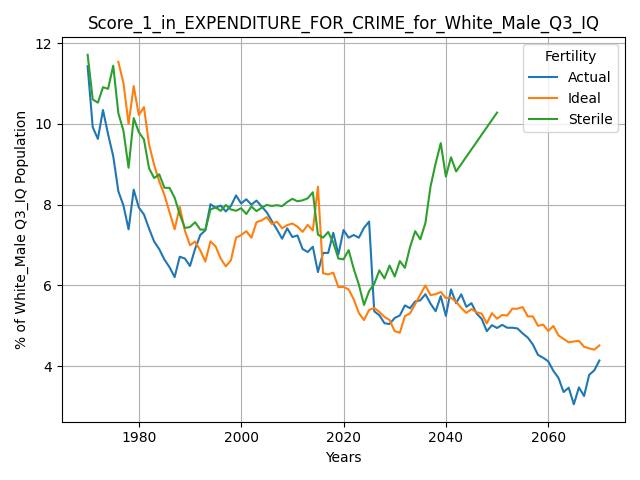 Score_1_in_EXPENDITURE_FOR_CRIME_for_White_Male_Q3_IQ
12
10
8
6
4
% of White_Male Q3_IQ Population
Fertility
Actual
Ideal
Sterile
1980
2000
2020
2040
2060
Years